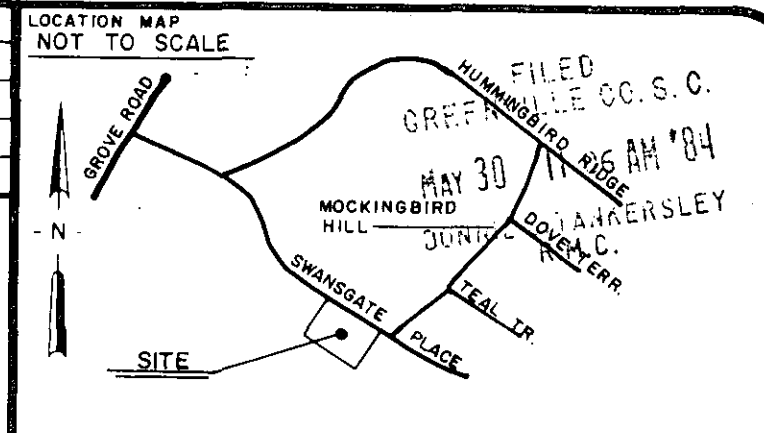 LOCATION MAP
NOT TO SCALE
GROVE ROAD
HUMMINGBIRD RIDGE
FILED
GREENVILLE CO. S. C.
MAY 30 AM '84
TANKERSLEY
R.M.C.
MOCKINGBIRD
HILL
- N -
DOVE TERR.
SWANSGATE PLACE
TEAL TR.
SITE